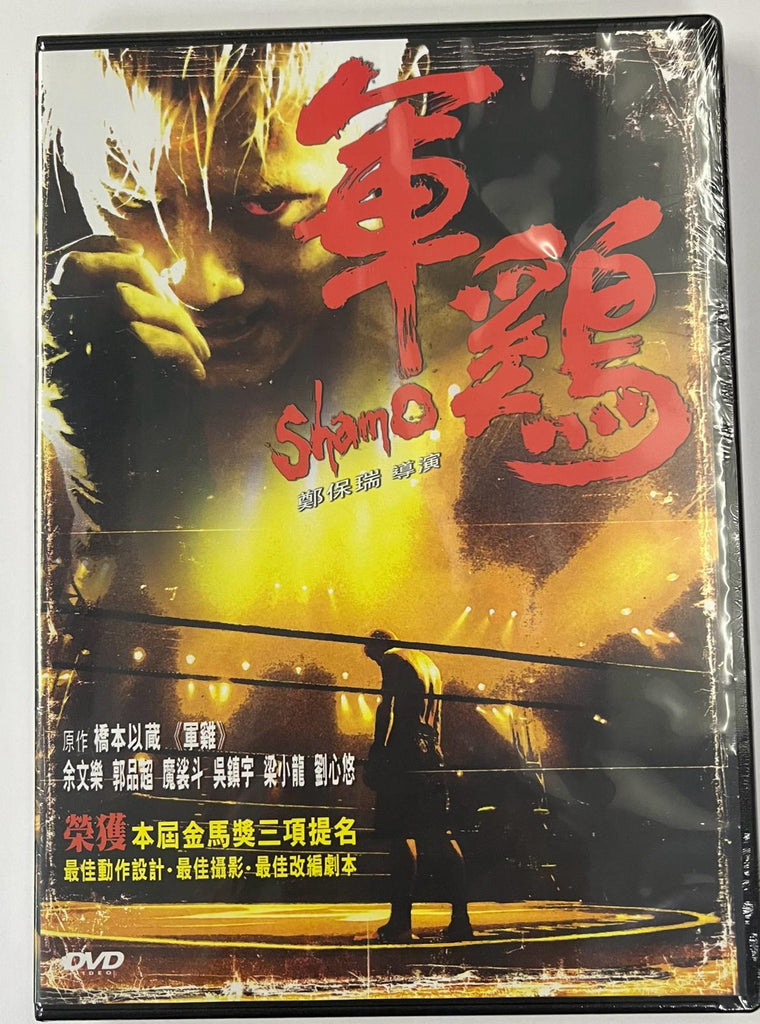 軍鶏
Shamo
鄭保瑞 導演
原作 橋本以蔵 《軍雞》
余文樂 郭品超 魔裟斗 吳鎮宇 梁小龍 劉心悠
榮獲 本屆金馬獎三項提名
最佳動作設計·最佳攝影·最佳改編劇本
DVD
VIDEO